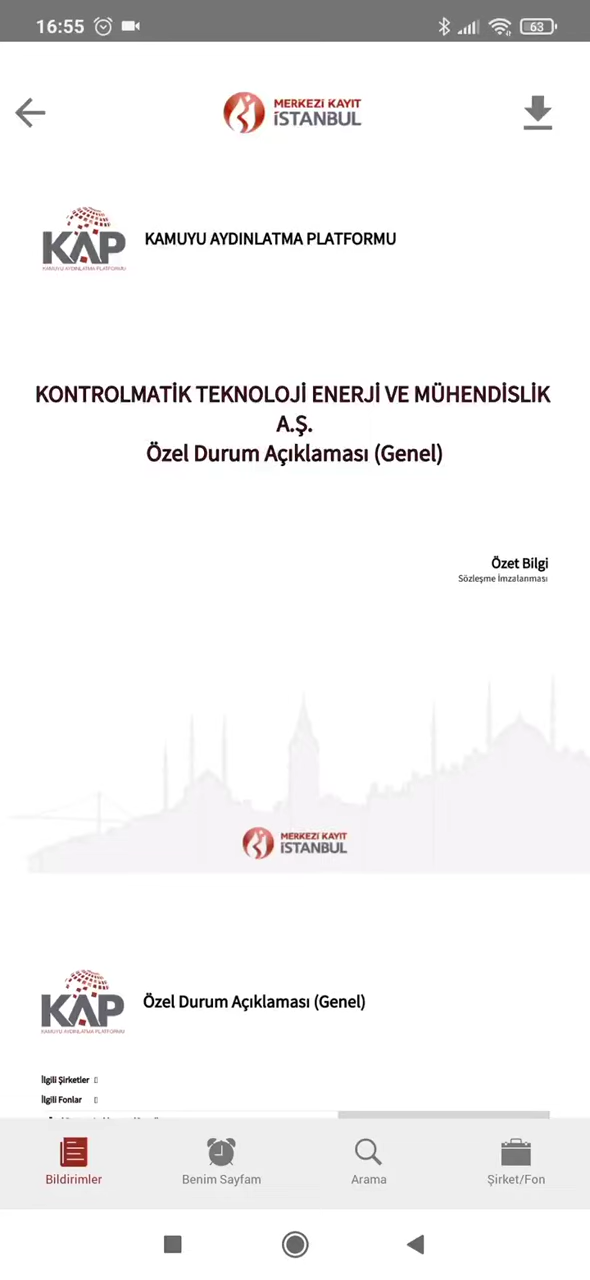 16:55
63
MERKEZİ KAYIT
İSTANBUL
KAP
KAMUYU AYDINLATMA PLATFORMU
KAMUYU AYDINLATMA PLATFORMU
KONTROLMATİK TEKNOLOJİ ENERJİ VE MÜHENDİSLİK
A.Ş.
Özel Durum Açıklaması (Genel)
Özet Bilgi
Sözleşme İmzalanması
MERKEZİ KAYIT
İSTANBUL
KAP
KAMUYU AYDINLATMA PLATFORMU
Özel Durum Açıklaması (Genel)
İlgili Şirketler []
İlgili Fonlar []
Bildirimler
Benim Sayfam
Arama
Şirket/Fon